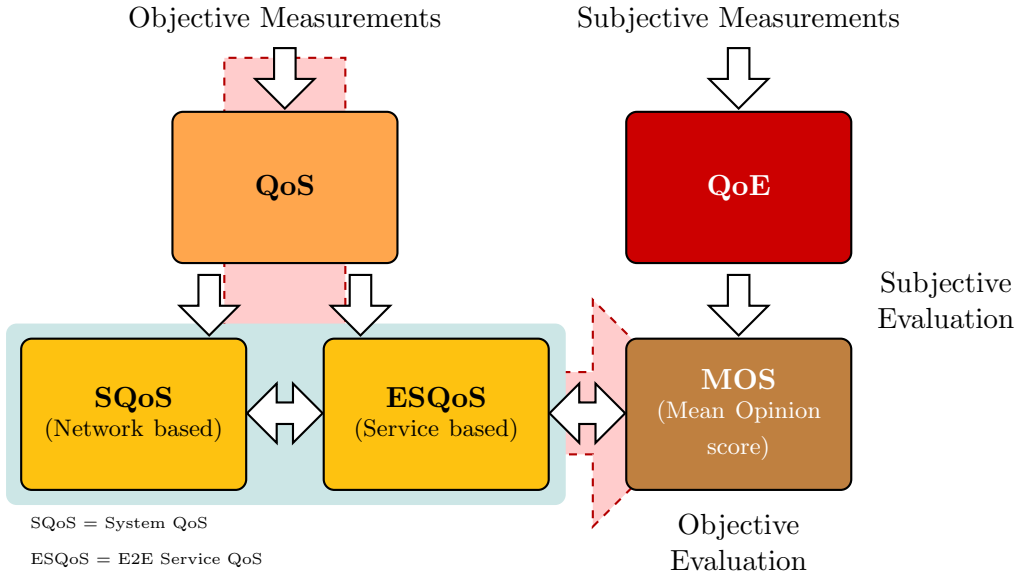 Objective Measurements
Subjective Measurements
QoS
QoE
Subjective
Evaluation
SQoS
(Network based)
ESQoS
(Service based)
MOS
(Mean Opinion
score)
SQoS = System QoS
ESQoS = E2E Service QoS
Objective
Evaluation